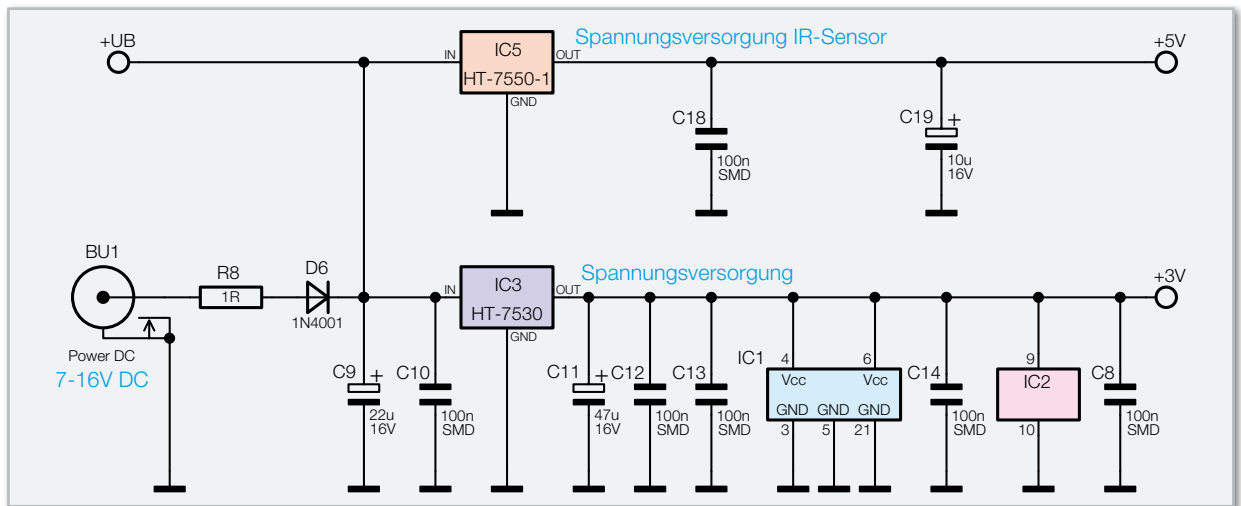 +UB
IN
IC5
HT-7550-1
OUT
GND
Spannungsversorgung IR-Sensor
+5V
C18
100n
SMD
C19
+
10u
16V
BU1
Power DC
7-16V DC
R8
1R
D6
1N4001
IN
IC3
HT-7530
OUT
GND
Spannungsversorgung
+3V
C9
+
22u
16V
C10
100n
SMD
C11
+
47u
16V
C12
100n
SMD
C13
100n
SMD
IC1
4
6
Vcc
Vcc
GND
GND
GND
3
5
21
C14
100n
SMD
9
IC2
10
C8
100n
SMD